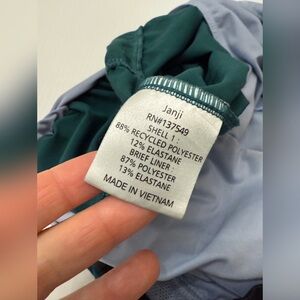 Janji
RN#137549
SHELL 1 :
88% RECYCLED POLYESTER
12% ELASTANE
BRIEF LINER :
87% POLYESTER
13% ELASTANE
MADE IN VIETNAM